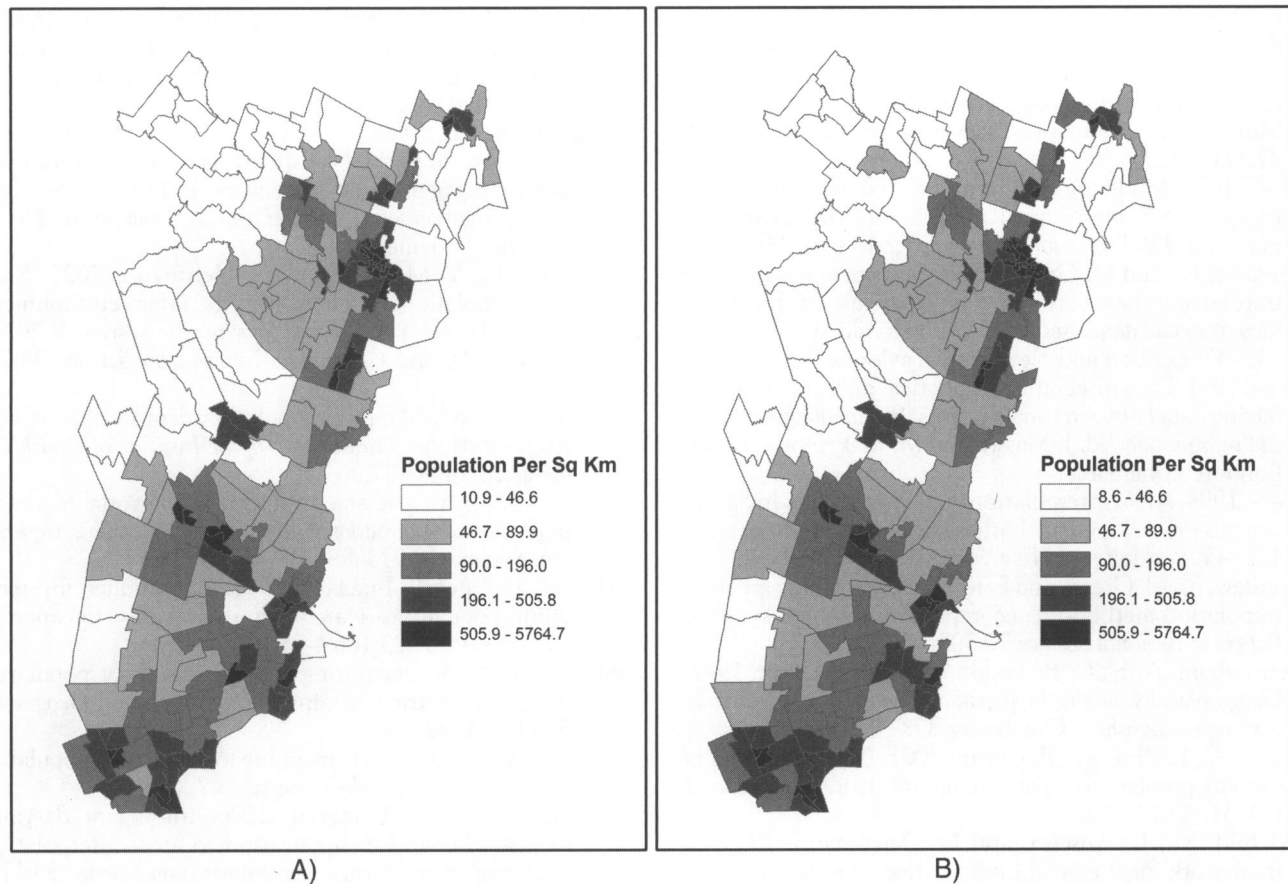 Population Per Sq Km
10.9 - 46.6
46.7 - 89.9
90.0 - 196.0
196.1 - 505.8
505.9 - 5764.7
A)
Population Per Sq Km
8.6 - 46.6
46.7 - 89.9
90.0 - 196.0
196.1 - 505.8
505.9 - 5764.7
B)